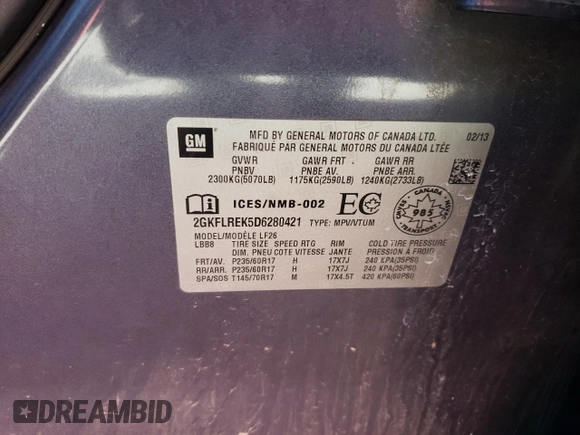 GM
MFD BY GENERAL MOTORS OF CANADA LTD. 02/13
FABRIQUÉ PAR GENERAL MOTORS DU CANADA LTÉE
GVWR GAWR FRT GAWR RR
PNBV PNBE AV. PNBE ARR.
2300KG(5070LB) 1175KG(2590LB) 1240KG(2733LB)
ICES/NMB-002 EC
CANADA
985
2GKFLREK5D6280421 TYPE: MPV/VTUM
MODEL/MODÈLE LF26
LBB8 TIRE SIZE SPEED RTG RIM COLD TIRE PRESSURE
DIM. PNEU COTE VITESSE JANTE PRESSION À FROID
FRT/AV. P235/60R17 H 17X7J 240 KPA(35PSI)
RR/ARR. P235/60R17 H 17X7J 240 KPA(35PSI)
SPA/SOS T145/70R17 M 17X4.5T 420 KPA(60PSI)
DREAMBID